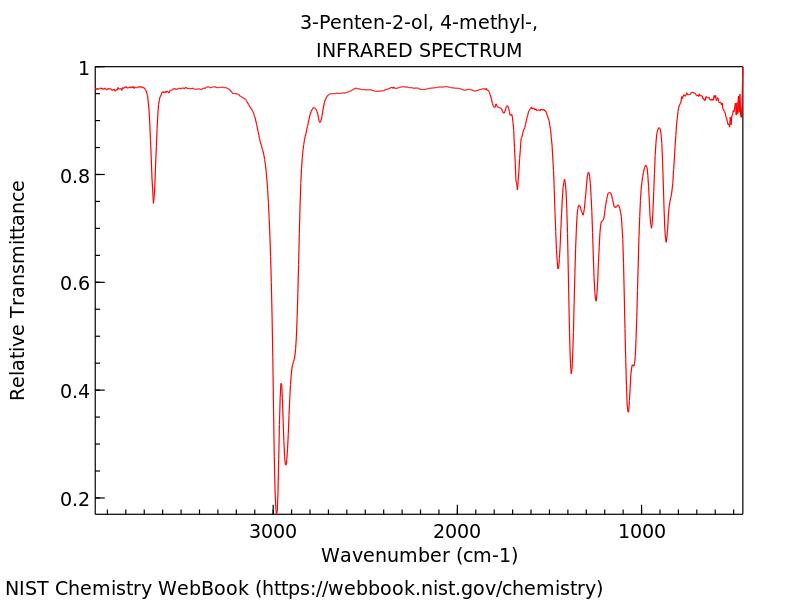 3-Penten-2-ol, 4-methyl-,
INFRARED SPECTRUM
1
0.8
0.6
0.4
0.2
Relative Transmittance
3000 2000 1000
Wavenumber (cm-1)
NIST Chemistry WebBook (https://webbook.nist.gov/chemistry)